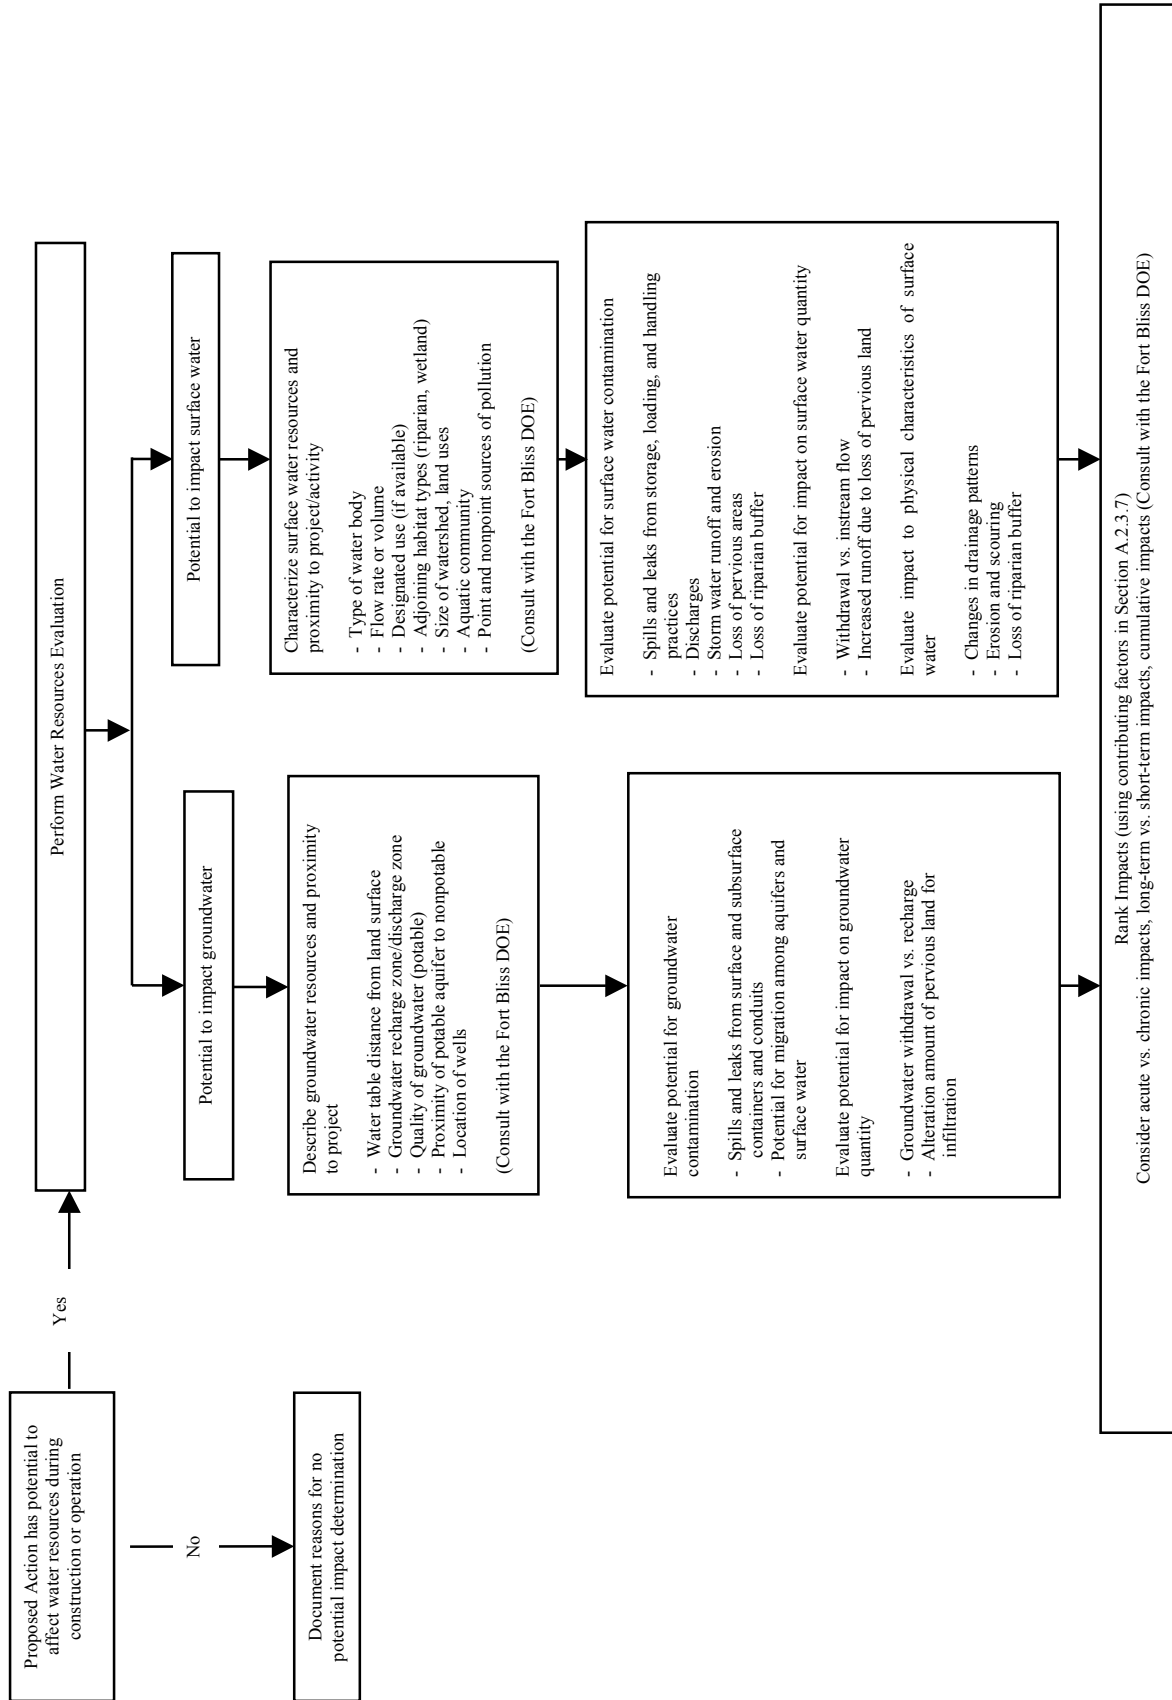 Proposed Action has potential to
affect water resources during
construction or operation
Yes
No
Document reasons for no
potential impact determination
Perform Water Resources Evaluation
Potential to impact groundwater
Describe groundwater resources and proximity
to project
- Water table distance from land surface
- Groundwater recharge zone/discharge zone
- Quality of groundwater (potable)
- Proximity of potable aquifer to nonpotable
- Location of wells
(Consult with the Fort Bliss DOE)
Evaluate potential for groundwater
contamination
- Spills and leaks from surface and subsurface
containers and conduits
- Potential for migration among aquifers and
surface water
Evaluate potential for impact on groundwater
quantity
- Groundwater withdrawal vs. recharge
- Alteration amount of pervious land for
infiltration
Potential to impact surface water
Characterize surface water resources and
proximity to project/activity
- Type of water body
- Flow rate or volume
- Designated use (if available)
- Adjoining habitat types (riparian, wetland)
- Size of watershed, land uses
- Aquatic community
- Point and nonpoint sources of pollution
(Consult with the Fort Bliss DOE)
Evaluate potential for surface water contamination
- Spills and leaks from storage, loading, and handling
practices
- Discharges
- Storm water runoff and erosion
- Loss of pervious areas
- Loss of riparian buffer
Evaluate potential for impact on surface water quantity
- Withdrawal vs. instream flow
- Increased runoff due to loss of pervious land
Evaluate impact to physical characteristics of surface
water
- Changes in drainage patterns
- Erosion and scouring
- Loss of riparian buffer
Rank Impacts (using contributing factors in Section A.2.3.7)
Consider acute vs. chronic impacts, long-term vs. short-term impacts, cumulative impacts (Consult with the Fort Bliss DOE)